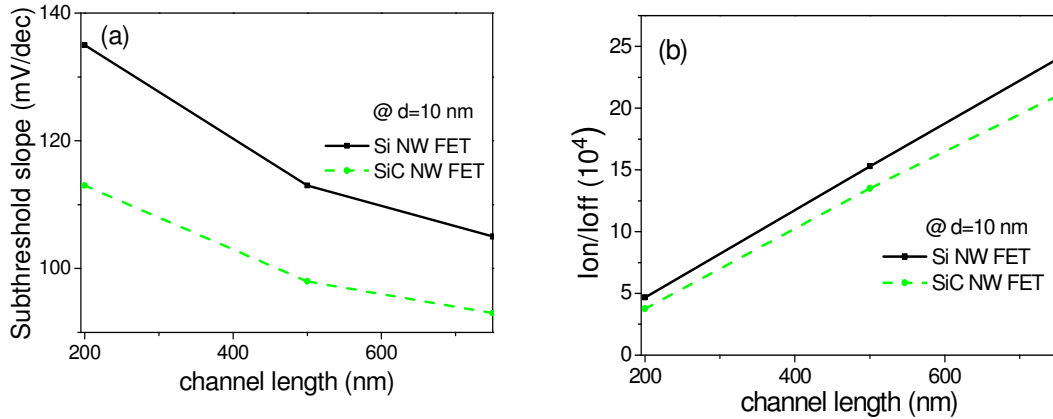 (a)
140
120
100
Subthreshold slope (mV/dec)
@ d=10 nm
Si NW FET
SiC NW FET
200
400
600
channel length (nm)
(b)
25
20
15
10
5
0
Ion/Ioff (10^4)
@ d=10 nm
Si NW FET
SiC NW FET
200
400
600
channel length (nm)